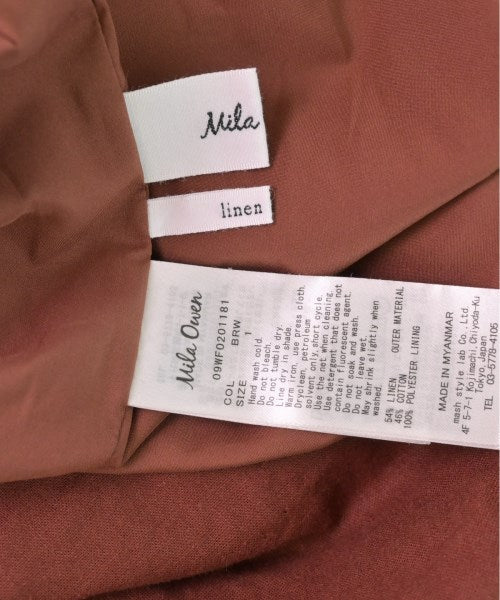 Mila
linen
Mila Owen
09WF0201181
COL BRW
SIZE 1
Hand wash cold.
Do not bleach.
Do not tumble dry.
Line dry in shade.
Warm iron, use press cloth.
Dryclean, petroleum
solvent only,short cycle.
Use the net when cleaning.
Use detergent that does not
contain fluorescent agent.
Do not soak and wash.
Do not leave wet.
May shrink slightly when
washed.
OUTER MATERIAL
54% LINEN
46% COTTON
100% POLYESTER LINING
MADE IN MYANMAR
mash style lab Co.,Ltd.
4F 5-7-1 Kojimachi Chiyoda-Ku
Tokyo,Japan
TEL 03-5778-4106